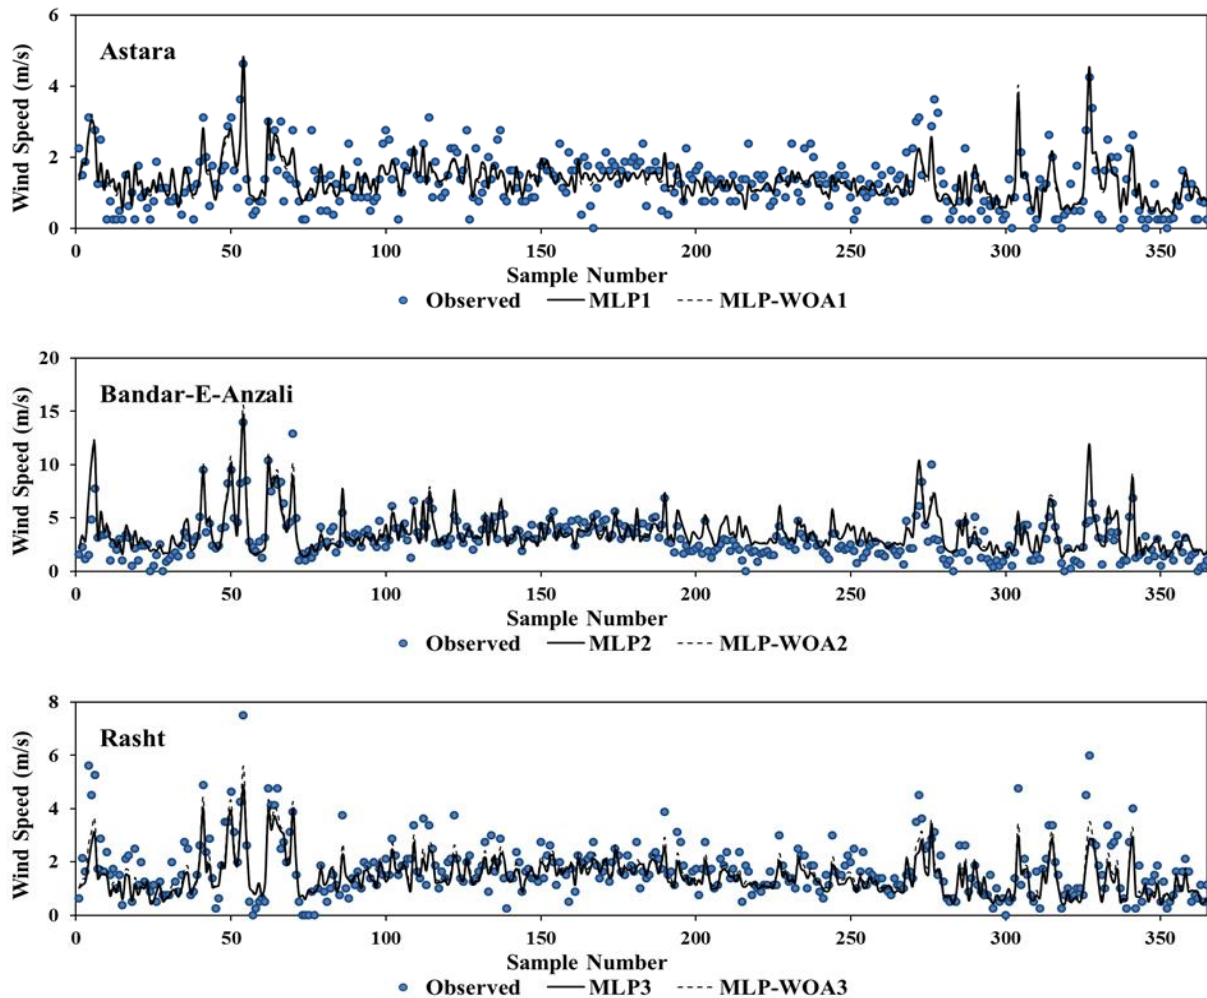 6
Astara
4
2
0
Wind Speed (m/s)
0 50 100 150 200 250 300 350
Sample Number
Observed MLP1 MLP-WOA1
20
Bandar-E-Anzali
15
10
5
0
Wind Speed (m/s)
0 50 100 150 200 250 300 350
Sample Number
Observed MLP2 MLP-WOA2
8
Rasht
6
4
2
0
Wind Speed (m/s)
0 50 100 150 200 250 300 350
Sample Number
Observed MLP3 MLP-WOA3